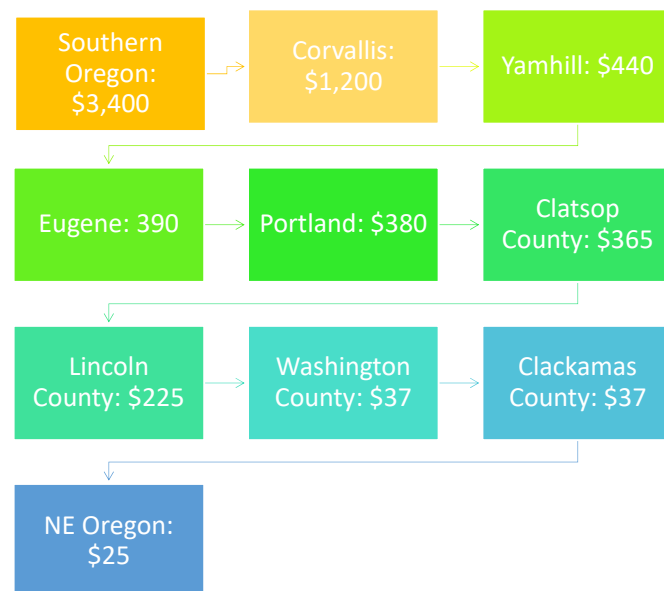 Southern
Oregon:
$3,400
Corvallis:
$1,200
Yamhill: $440
Eugene: 390
Portland: $380
Clatsop
County: $365
Lincoln
County: $225
Washington
County: $37
Clackamas
County: $37
NE Oregon:
$25